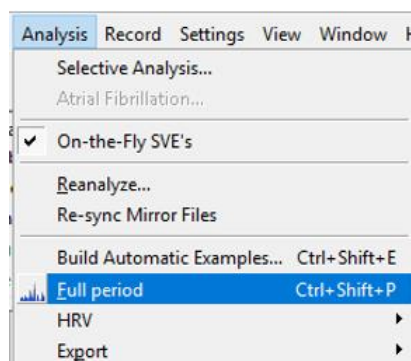 Analysis Record Settings View Window
Selective Analysis...
Atrial Fibrillation...
On-the-Fly SVE's
Reanalyze...
Re-sync Mirror Files
Build Automatic Examples... Ctrl+Shift+E
Full period Ctrl+Shift+P
HRV
Export